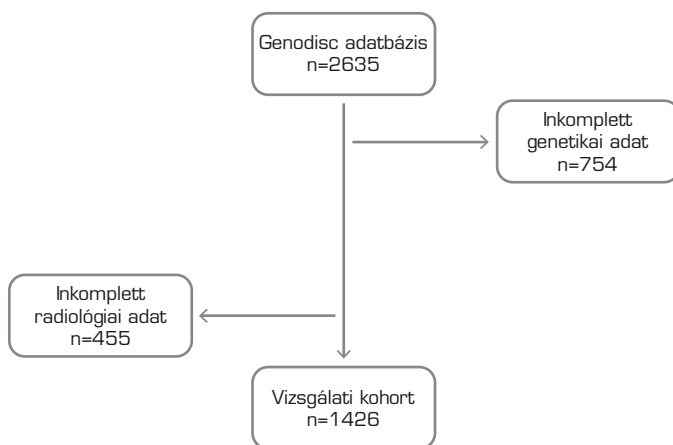 Genodisc adatbázis
n=2635
Inkomplett
genetikai adat
n=754
Inkomplett
radiológiai adat
n=455
Vizsgálati kohort
n=1426